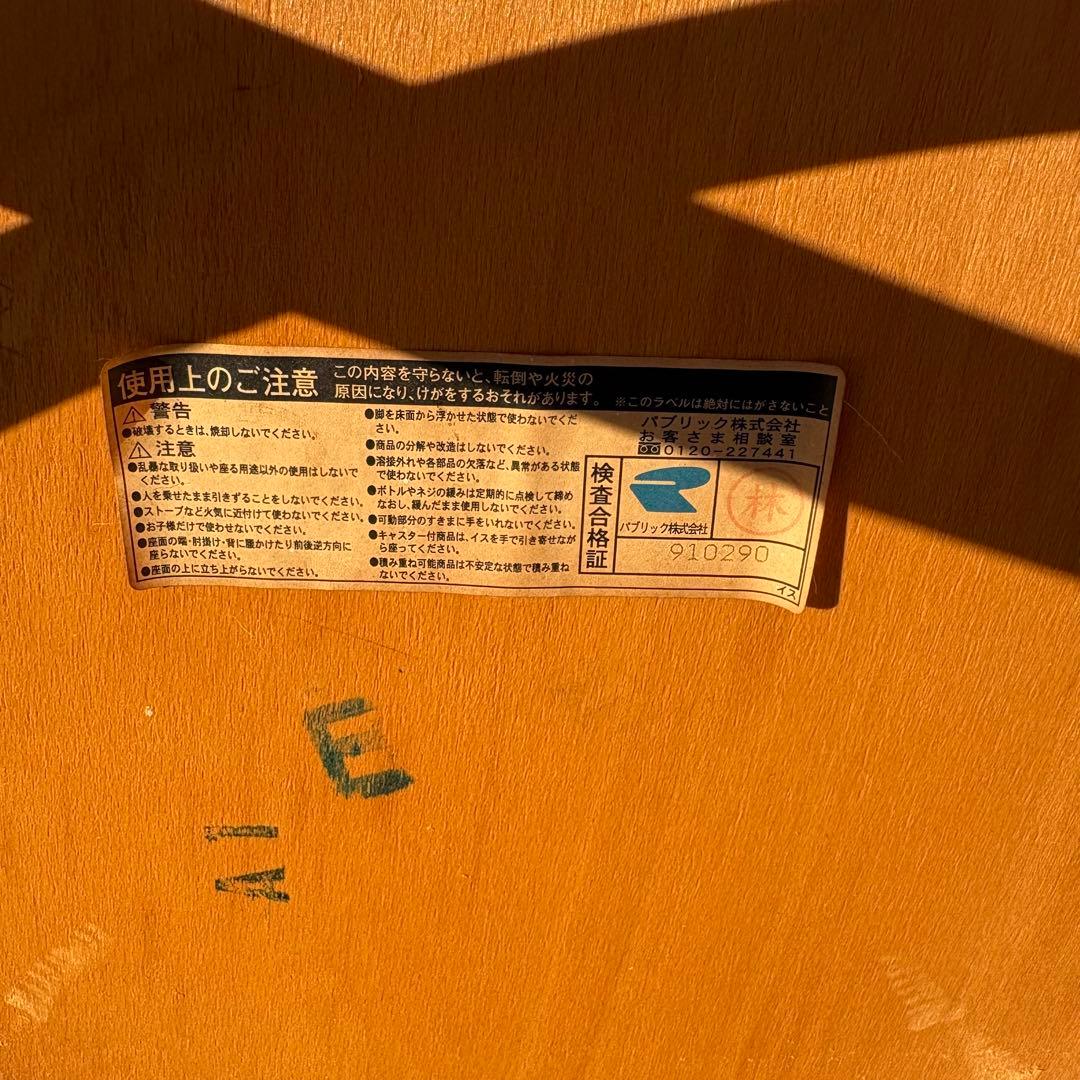 使用上のご注意
この内容を守らないと、転倒や火災の
原因になり、けがをするおそれがあります。
※このラベルは絶対にはがさないこと
警告
●破壊するときは、焼却しないでください。
注意
●乱暴な取り扱いや座る用途以外の使用はしないで
ください。
●人を乗せたまま引きずることをしないでください。
●ストーブなど火気に近付けて使わないでください。
●お子様だけで使わせないでください。
●座面の端・肘掛け・背に腰かけたり前後逆方向に
座らないでください。
●座面の上に立ち上がらないでください。
●脚を床面から浮かせた状態で使わないでくだ
さい。
●商品の分解や改造はしないでください。
●溶接外れや各部品の欠落など、異常がある状態
で使わないでください。
●ボトルやネジの緩みは定期的に点検して締め
なおし、緩んだまま使用しないでください。
●可動部分のすきまに手をいれないでください。
●キャスター付商品は、イスを手で引き寄せなが
ら座ってください。
●積み重ね可能商品は不安定な状態で積み重ね
ないでください。
パブリック株式会社
お客さま相談室
0120-227441
検査合格証
パブリック株式会社
林
910290
イス
E
A1